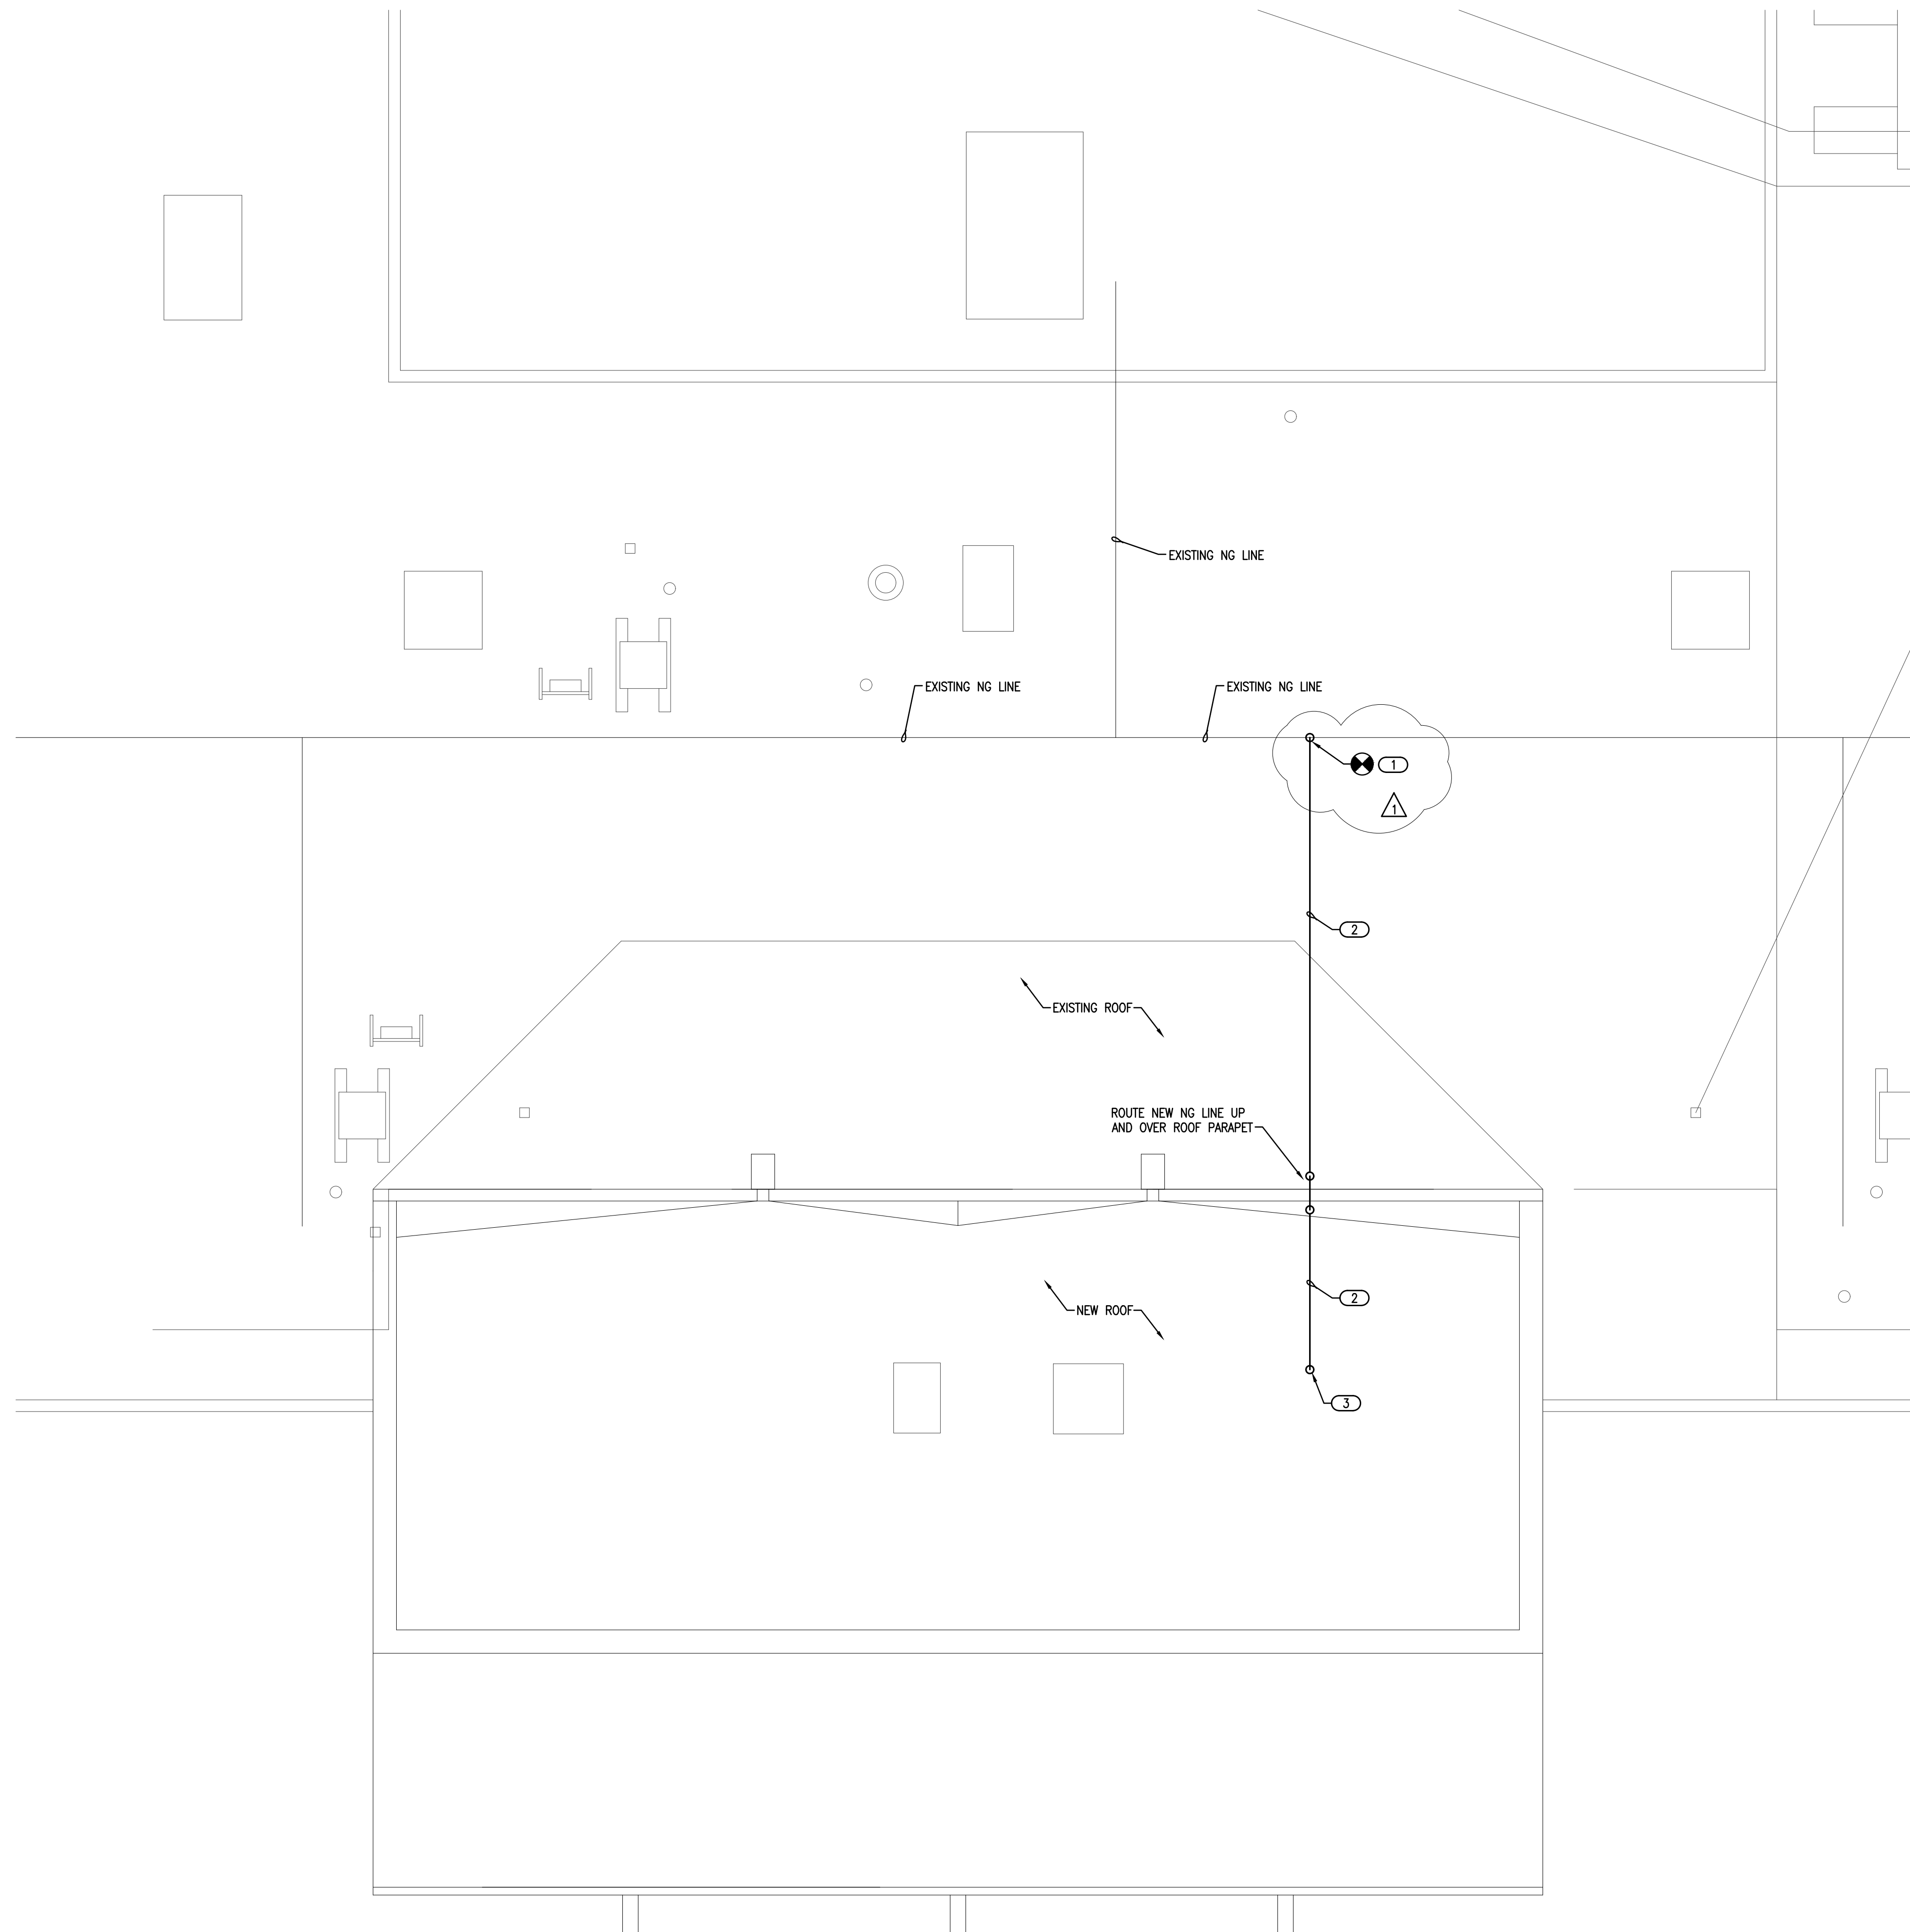 EXISTING NG LINE
EXISTING NG LINE
EXISTING NG LINE
1
1
2
EXISTING ROOF
ROUTE NEW NG LINE UP
AND OVER ROOF PARAPET
2
NEW ROOF
3